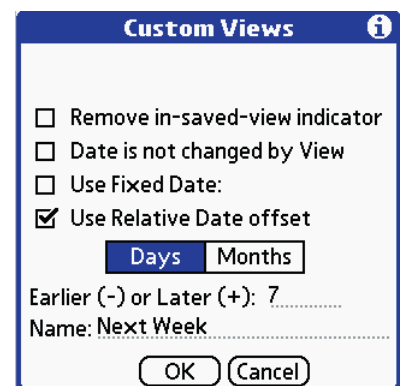 Custom Views i
Remove in-saved-view indicator
Date is not changed by View
Use Fixed Date:
Use Relative Date offset
Days Months
Earlier (-) or Later (+): 7
Name: Next Week
OK Cancel